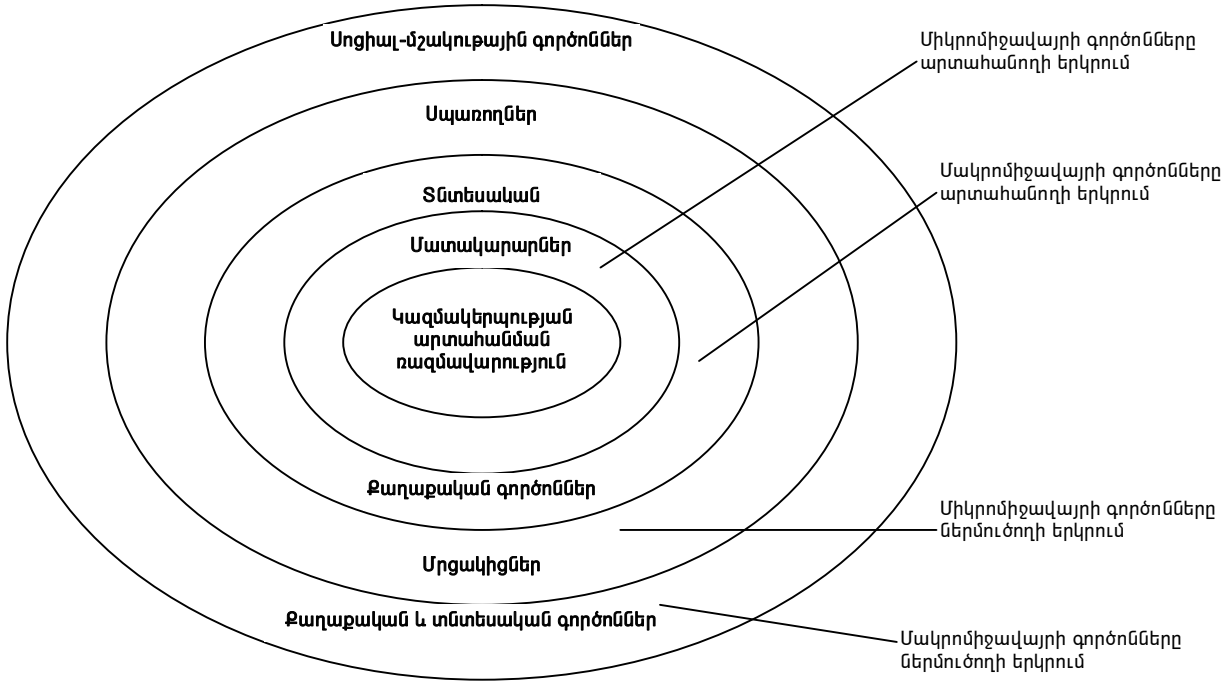 Սոցիալ-մշակութային գործոններ
Սպառողներ
Տնտեսական
Մատակարարներ
Կազմակերպության
արտահանման
ռազմավարություն
Քաղաքական գործոններ
Մրցակիցներ
Քաղաքական և տնտեսական գործոններ
Միկրոմիջավայրի գործոնները
արտահանողի երկրում
Մակրոմիջավայրի գործոնները
արտահանողի երկրում
Միկրոմիջավայրի գործոնները
ներմուծողի երկրում
Մակրոմիջավայրի գործոնները
ներմուծողի երկրում